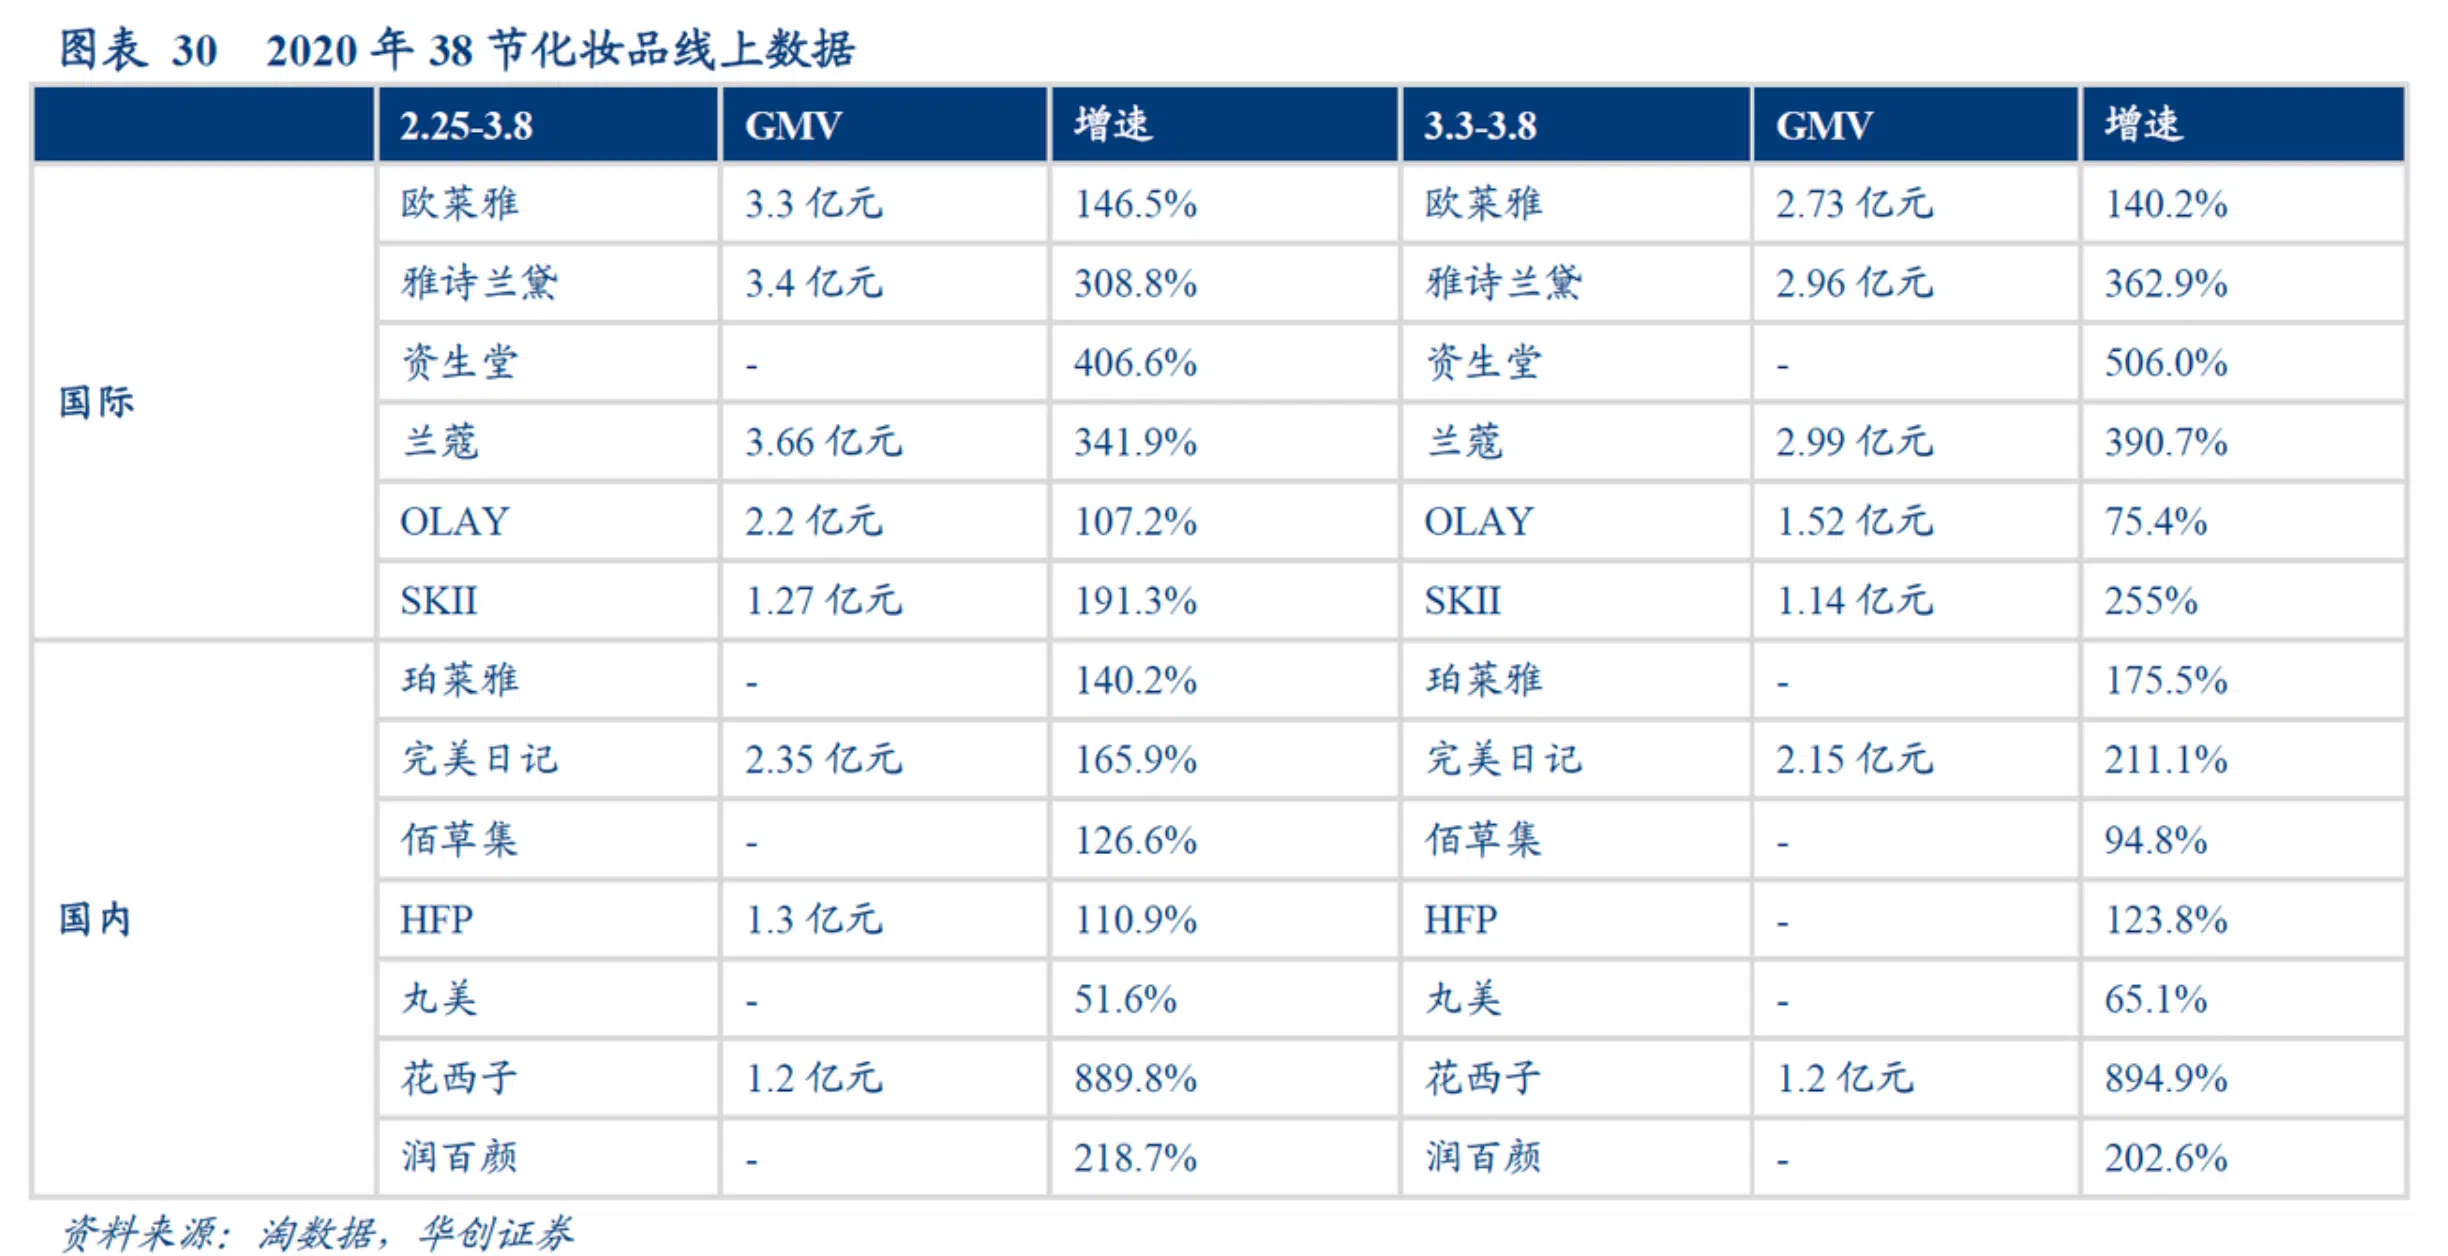 图表 30 2020 年 38 节化妆品线上数据
2.25-3.8 GMV 增速 3.3-3.8 GMV 增速
国际
欧莱雅 3.3 亿元 146.5% 欧莱雅 2.73 亿元 140.2%
雅诗兰黛 3.4 亿元 308.8% 雅诗兰黛 2.96 亿元 362.9%
资生堂 - 406.6% 资生堂 - 506.0%
兰蔻 3.66 亿元 341.9% 兰蔻 2.99 亿元 390.7%
OLAY 2.2 亿元 107.2% OLAY 1.52 亿元 75.4%
SKII 1.27 亿元 191.3% SKII 1.14 亿元 255%
国内
珀莱雅 - 140.2% 珀莱雅 - 175.5%
完美日记 2.35 亿元 165.9% 完美日记 2.15 亿元 211.1%
佰草集 - 126.6% 佰草集 - 94.8%
HFP 1.3 亿元 110.9% HFP - 123.8%
丸美 - 51.6% 丸美 - 65.1%
花西子 1.2 亿元 889.8% 花西子 1.2 亿元 894.9%
润百颜 - 218.7% 润百颜 - 202.6%
资料来源：淘数据，华创证券